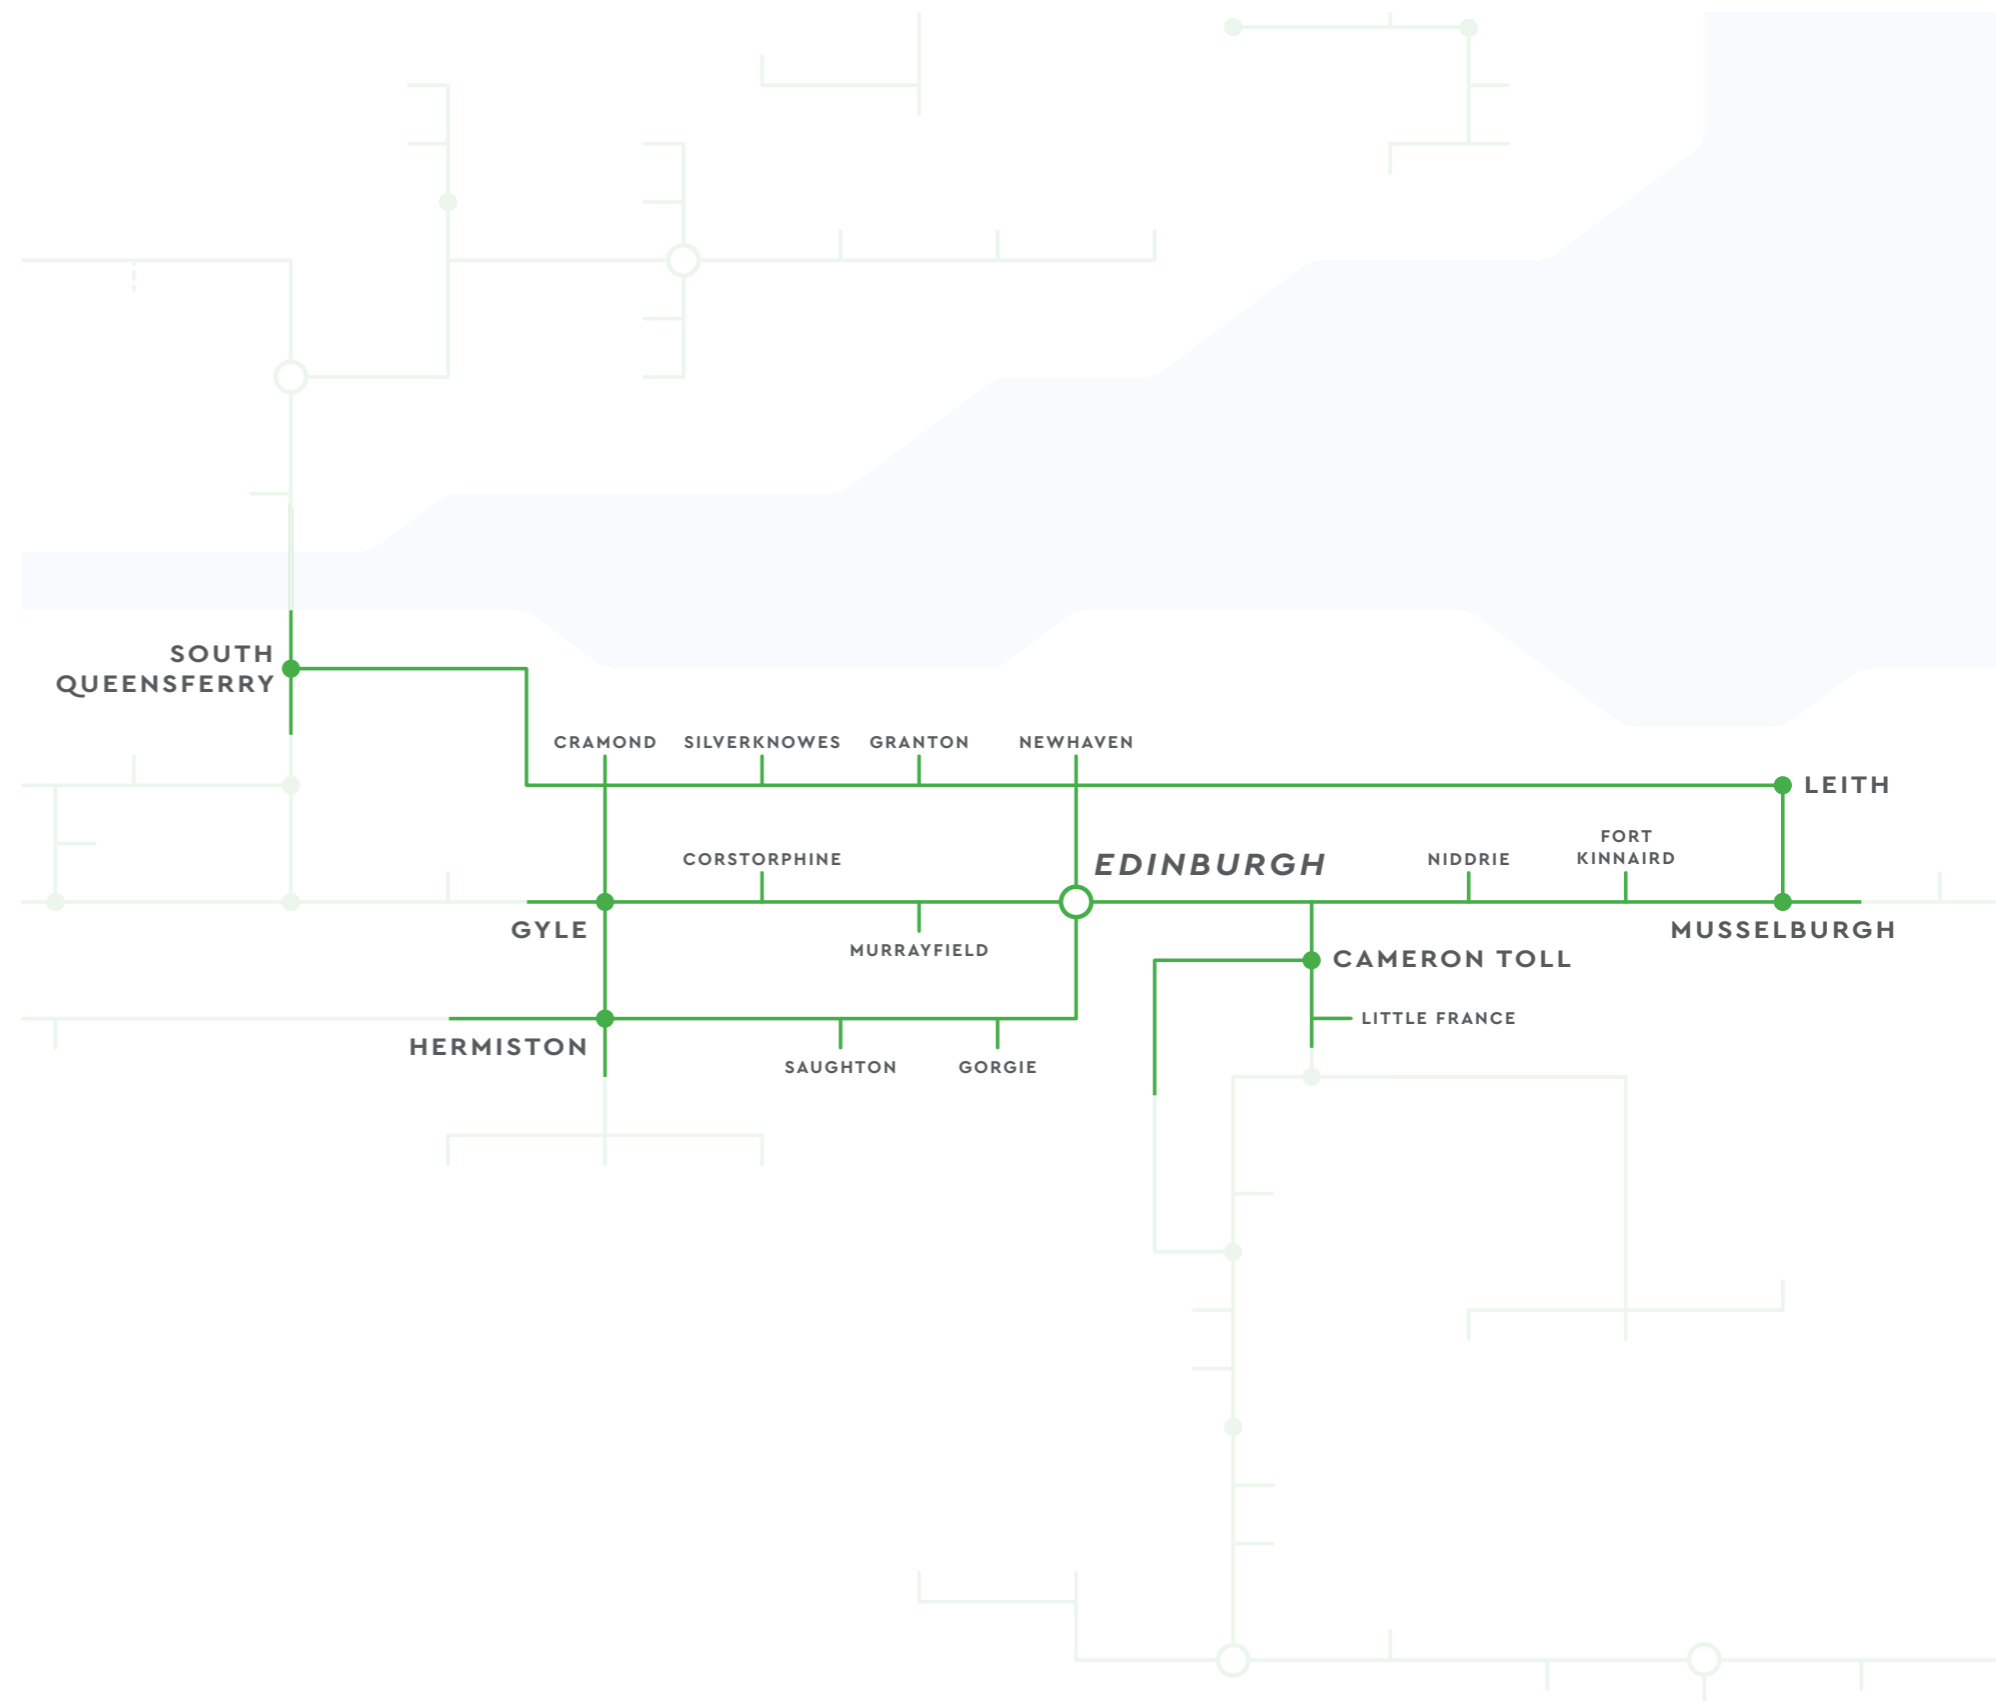 SOUTH
QUEENSFERRY
CRAMOND
SILVERKNOWES
GRANTON
NEWHAVEN
LEITH
CORSTORPHINE
EDINBURGH
NIDDRIE
FORT
KINNAIRD
GYLE
MURRAYFIELD
MUSSELBURGH
CAMERON TOLL
LITTLE FRANCE
HERMISTON
SAUGHTON
GORGIE